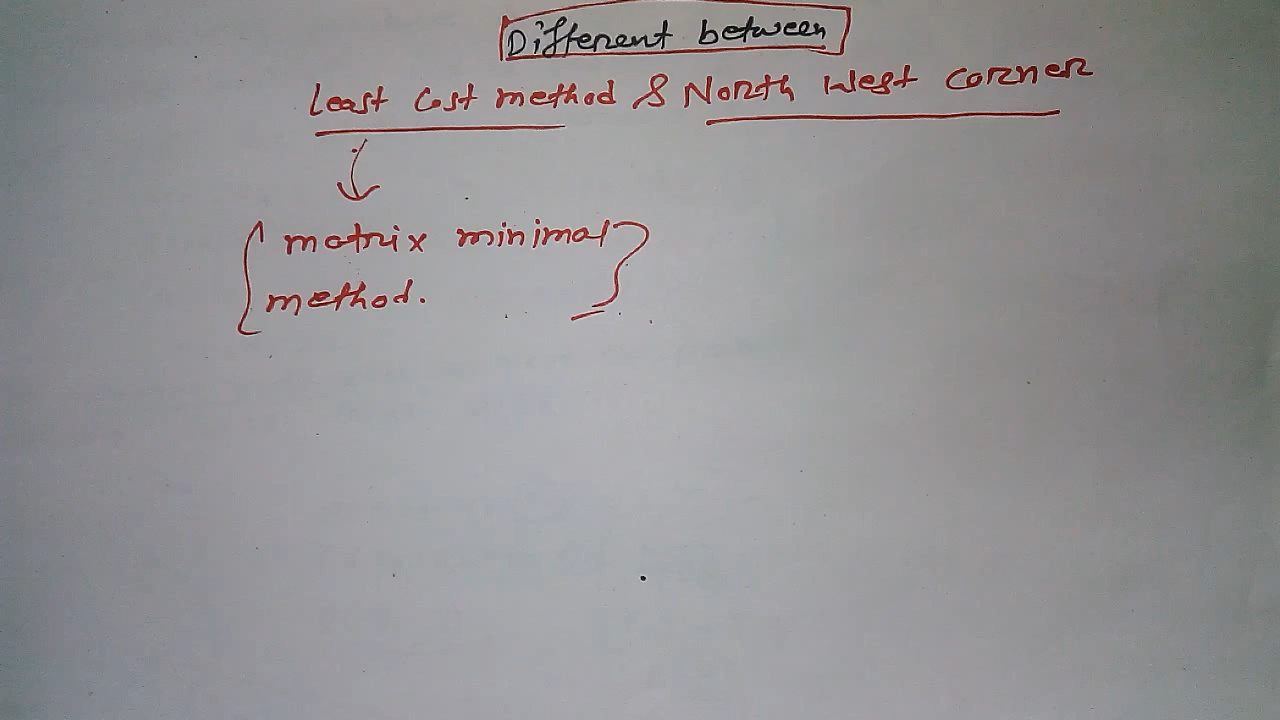 Different between
Least Cost method & North West Corner
matrix minimal
method.